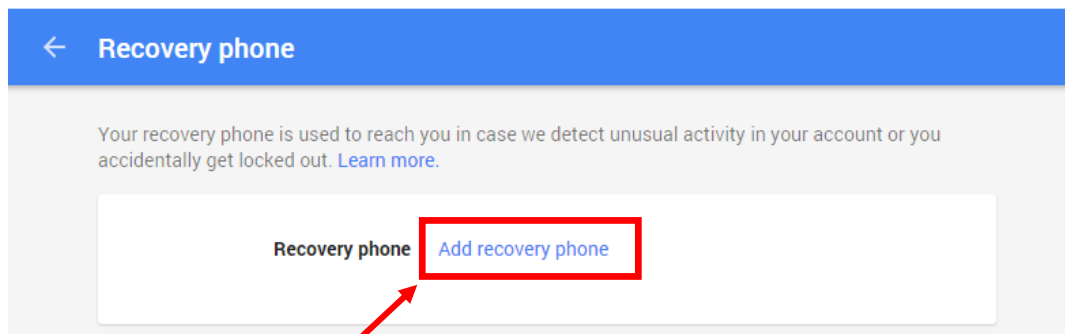 Recovery phone
Your recovery phone is used to reach you in case we detect unusual activity in your account or you
accidentally get locked out. Learn more.
Recovery phone Add recovery phone